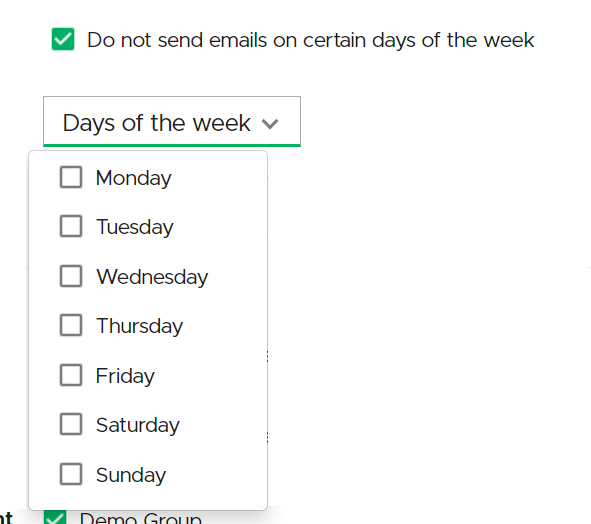 Do not send emails on certain days of the week
Days of the week
Monday
Tuesday
Wednesday
Thursday
Friday
Saturday
Sunday
Demo Group